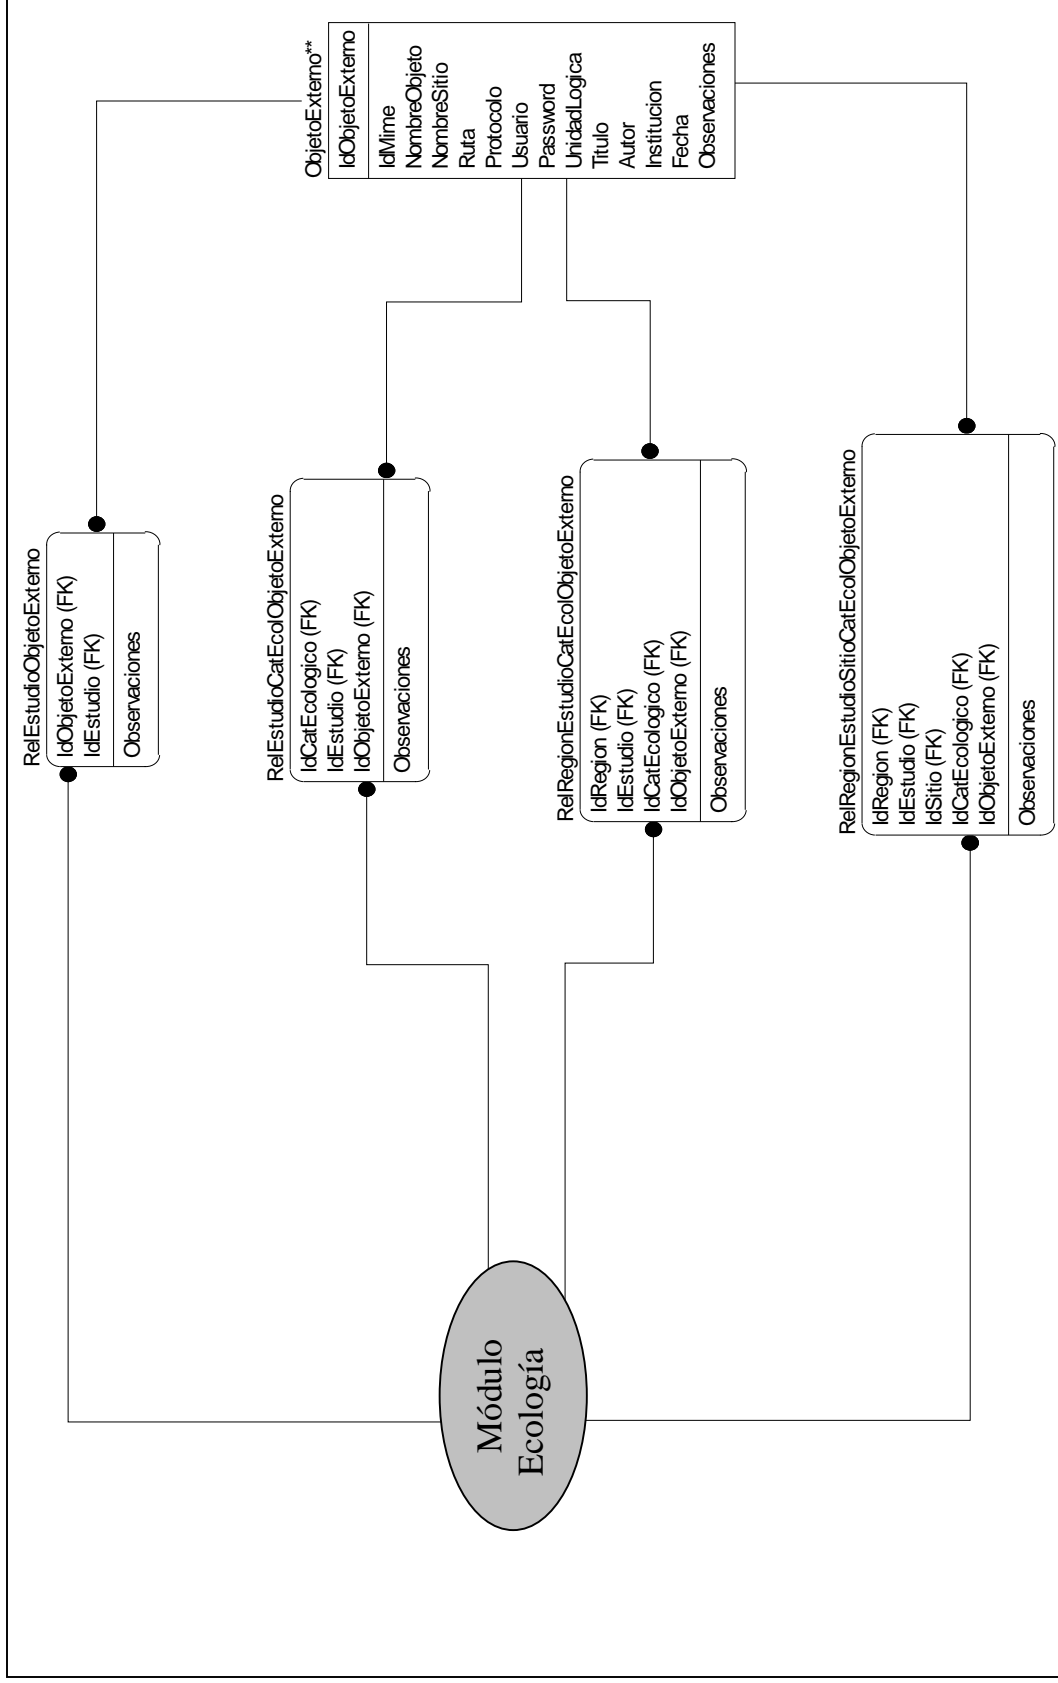 ObjetoExterno**
IdObjetoExterno
IdMime
NombreObjeto
NombreSitio
Ruta
Protocolo
Usuario
Password
UnidadLogica
Titulo
Autor
Institucion
Fecha
Observaciones
RelEstudioObjetoExterno
IdObjetoExterno (FK)
IdEstudio (FK)
Observaciones
RelEstudioCatEcolObjetoExterno
IdCatEcologico (FK)
IdEstudio (FK)
IdObjetoExterno (FK)
Observaciones
RelRegionEstudioCatEcolObjetoExterno
IdRegion (FK)
IdEstudio (FK)
IdCatEcologico (FK)
IdObjetoExterno (FK)
Observaciones
RelRegionEstudioSitioCatEcolObjetoExterno
IdRegion (FK)
IdEstudio (FK)
IdSitio (FK)
IdCatEcologico (FK)
IdObjetoExterno (FK)
Observaciones
Módulo
Ecología